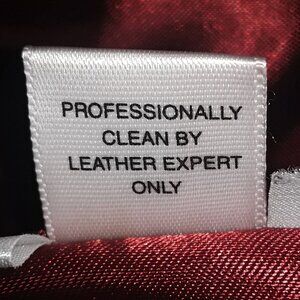 PROFESSIONALLY
CLEAN BY
LEATHER EXPERT
ONLY